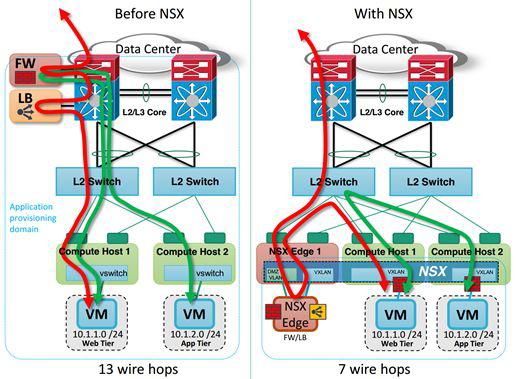 Before NSX
With NSX
Data Center
FW
LB
L2/L3 Core
L2 Switch
L2 Switch
Application
provisioning
domain
Compute Host 1
vswitch
Compute Host 2
vswitch
VM
10.1.1.0 /24
Web Tier
VM
10.1.2.0 /24
App Tier
13 wire hops
Data Center
L2/L3 Core
L2 Switch
L2 Switch
NSX Edge 1
DMZ
VLAN
VXLAN
Compute Host 1
VXLAN
NSX
Compute Host 2
VXLAN
NSX
Edge
FW/LB
VM
10.1.1.0 /24
Web Tier
VM
10.1.2.0 /24
App Tier
7 wire hops